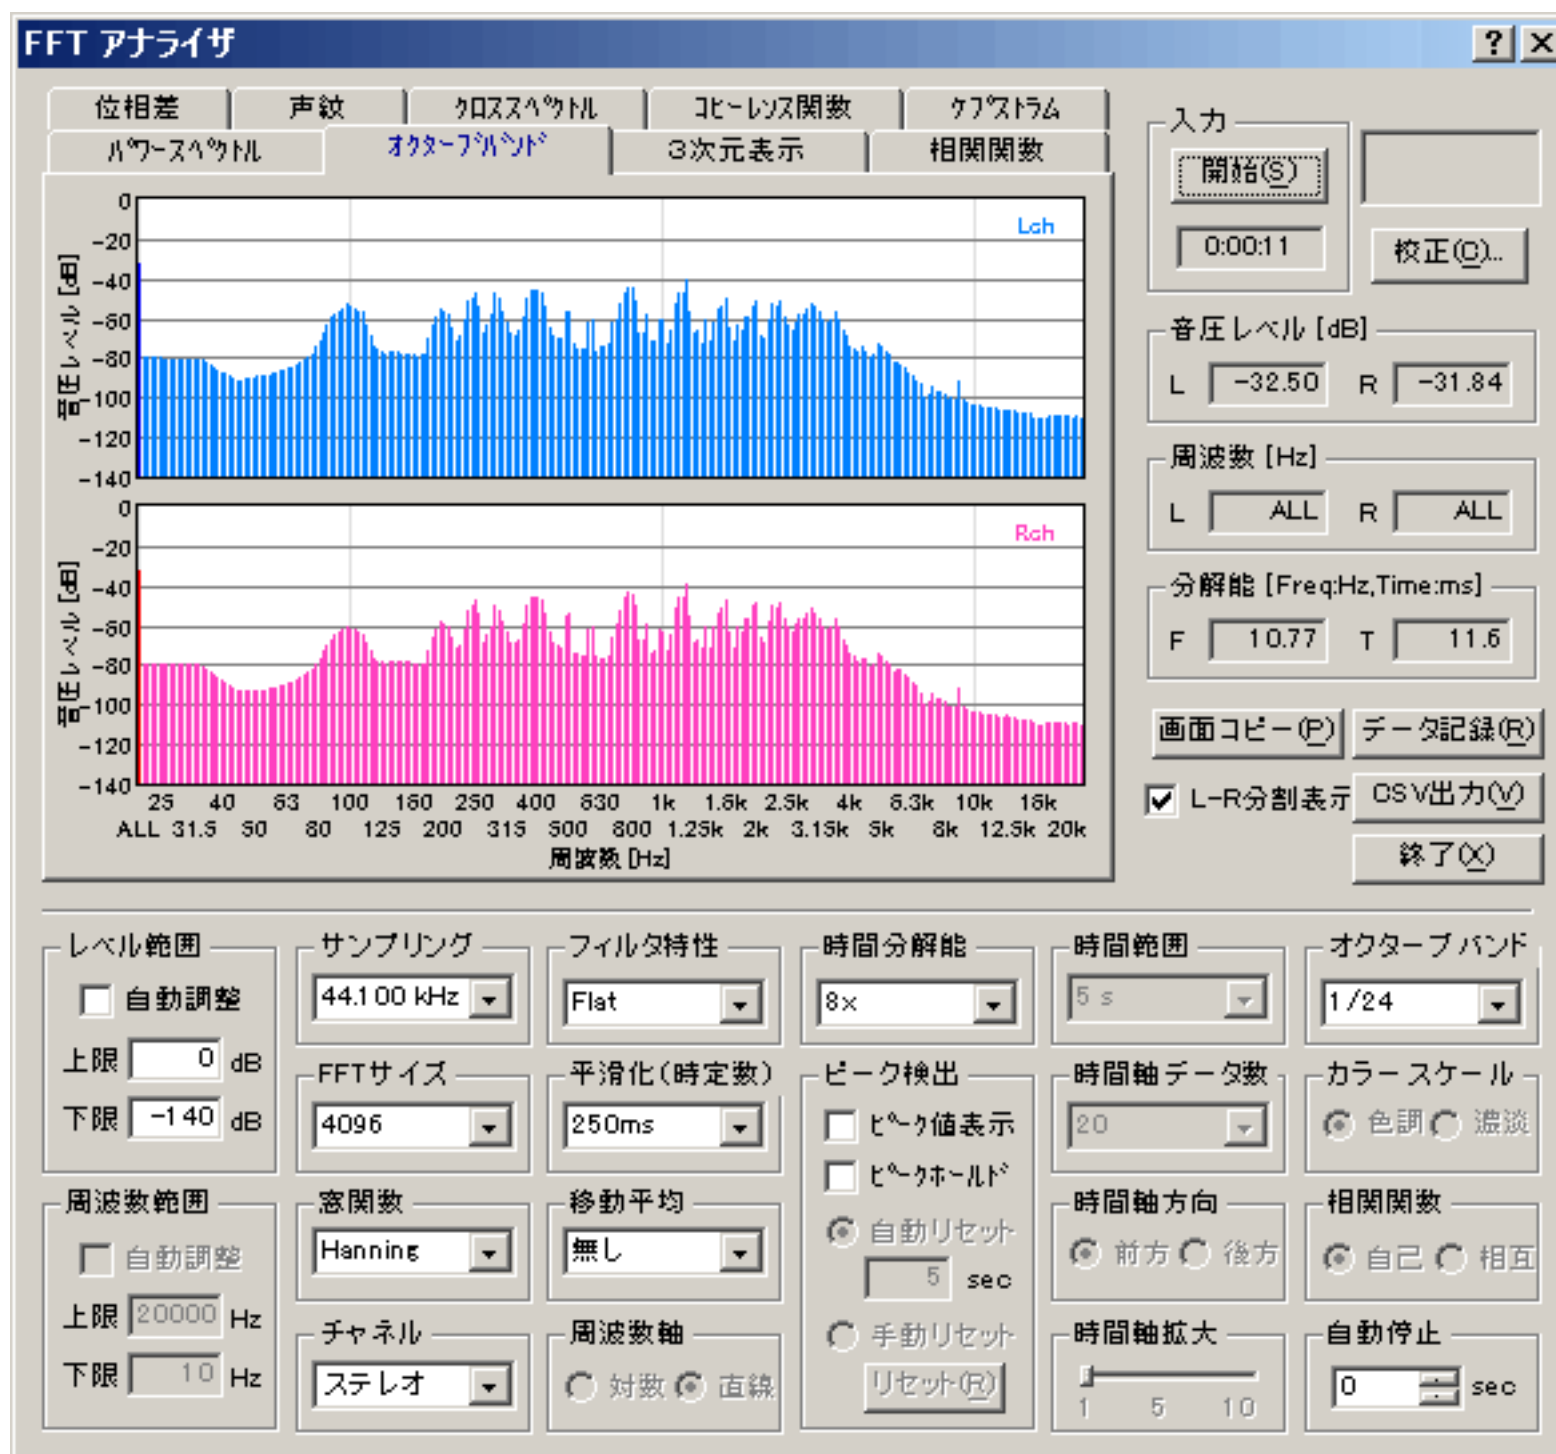 FFT アナライザ
位相差 声紋 クロススペクトル コヒーレンス関数 ケプストラム
パワースペクトル オクターブバンド 3次元表示 相関関数
0
-20
-40
-60
-80
-100
-120
-140
音圧レベル [dB]
Lch
0
-20
-40
-60
-80
-100
-120
-140
音圧レベル [dB]
Rch
25 40 63 100 160 250 400 630 1k 1.6k 2.5k 4k 6.3k 10k 16k
ALL 31.5 50 80 125 200 315 500 800 1.25k 2k 3.15k 5k 8k 12.5k 20k
周波数 [Hz]
入力
開始(S)
0:00:11
校正(C)...
音圧レベル [dB]
L -32.50 R -31.84
周波数 [Hz]
L ALL R ALL
分解能 [Freq:Hz,Time:ms]
F 10.77 T 11.6
画面コピー(P) データ記録(R)
L-R分割表示 CSV出力(V)
終了(X)
レベル範囲
自動調整
上限 0 dB
下限 -140 dB
周波数範囲
自動調整
上限 20000 Hz
下限 10 Hz
サンプリング
44.100 kHz
FFTサイズ
4096
窓関数
Hanning
チャネル
ステレオ
フィルタ特性
Flat
平滑化(時定数)
250ms
移動平均
無し
周波数軸
対数 直線
時間分解能
8x
ピーク検出
ピーク値表示
ピークホールド
自動リセット
5 sec
手動リセット
リセット(R)
時間範囲
5 s
時間軸データ数
20
時間軸方向
前方 後方
時間軸拡大
1 5 10
オクターブバンド
1/24
カラースケール
色調 濃淡
相関関数
自己 相互
自動停止
0 sec